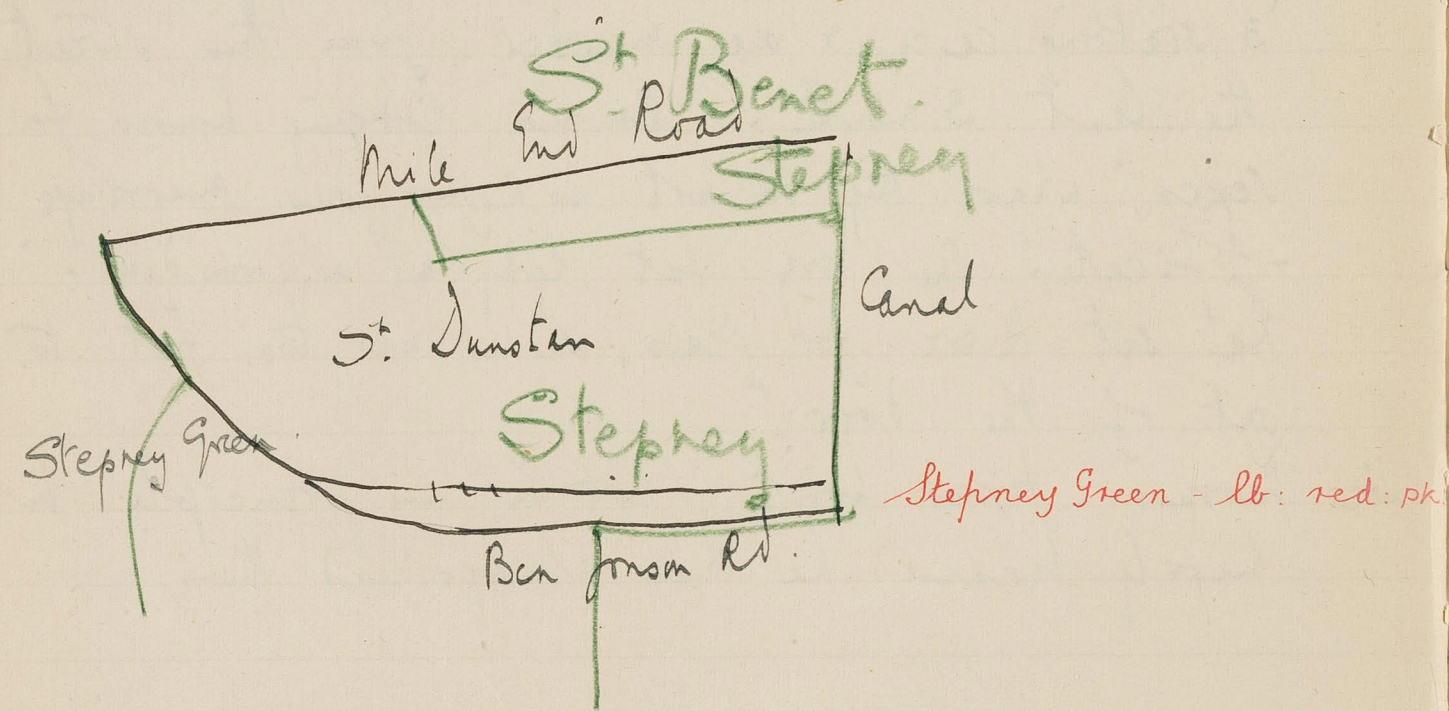 St Benet
Mile End Road
Stepney
Canal
St. Dunstan
Stepney
Stepney Green
Stepney Green - lb: red: pk
Ben Jonson Rd.